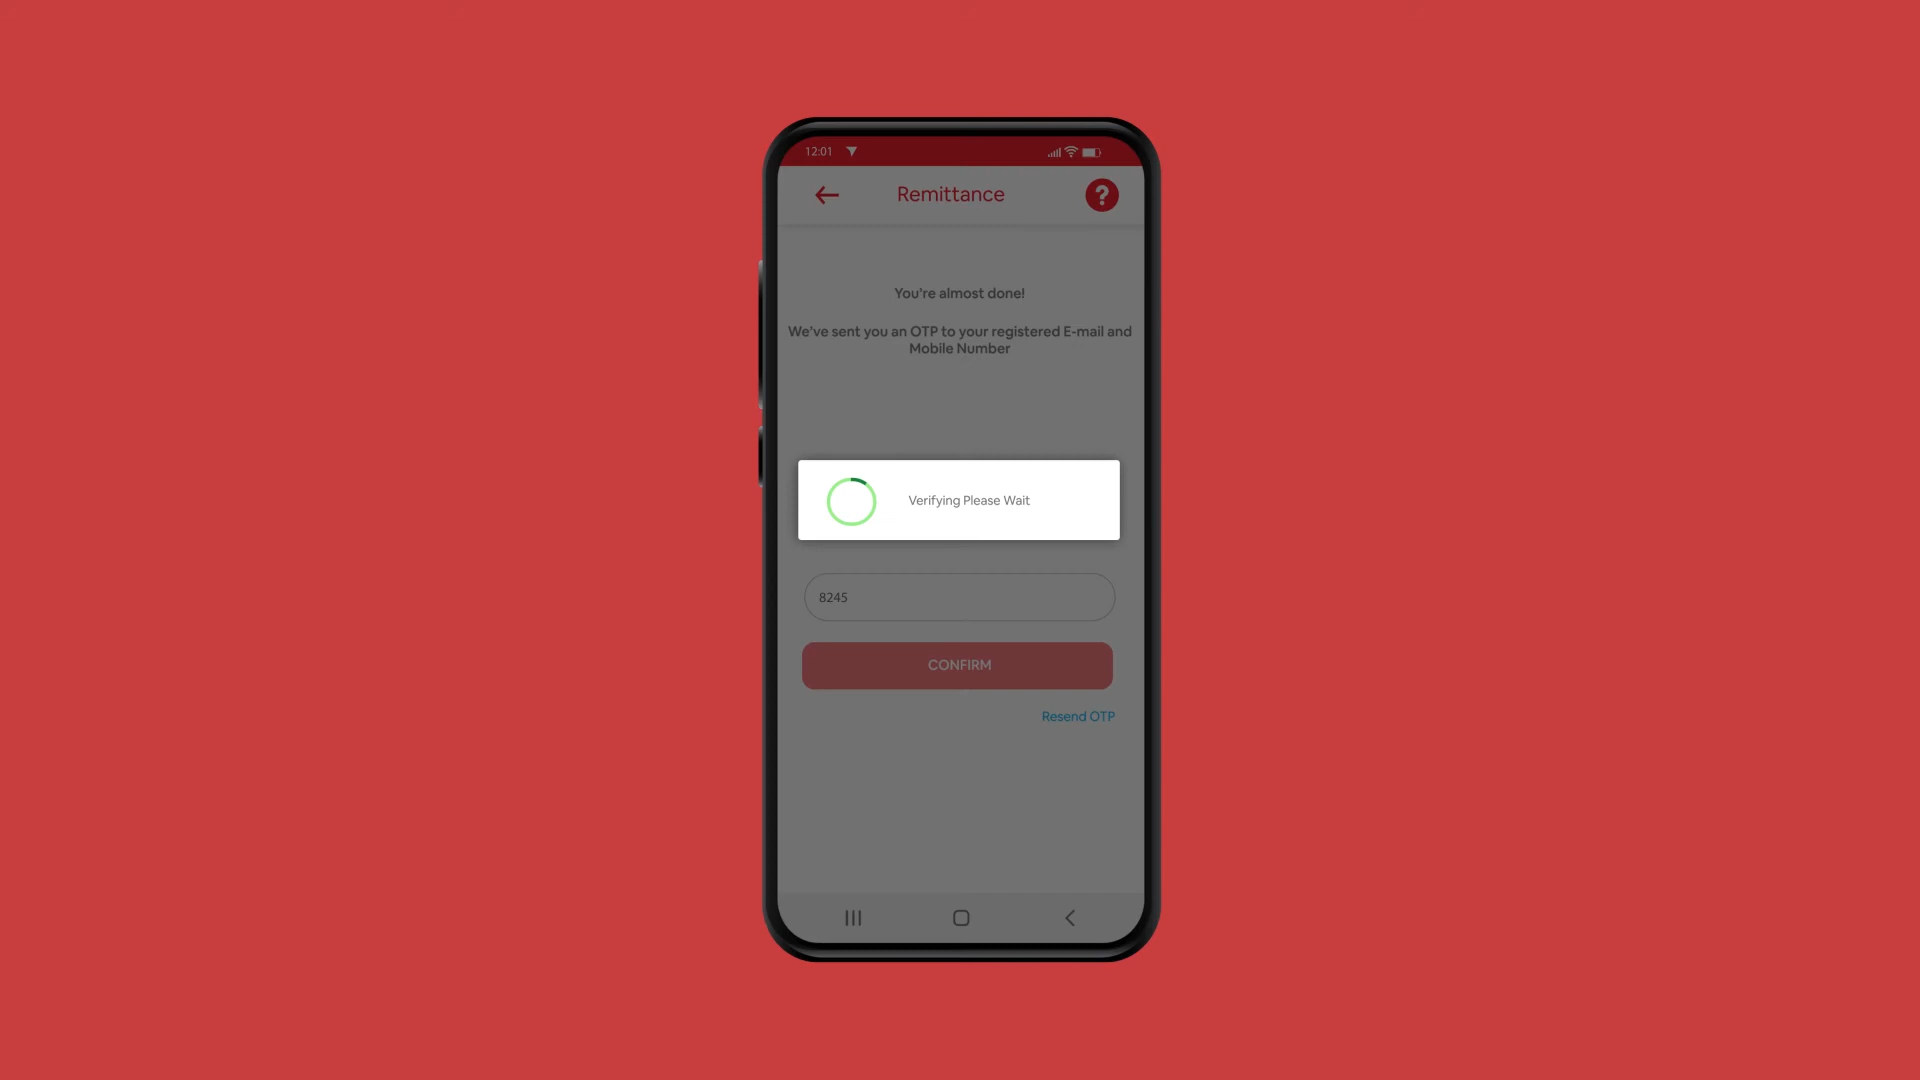 12:01
Remittance
?
You're almost done!
We've sent you an OTP to your registered E-mail and
Mobile Number
Verifying Please Wait
8245
CONFIRM
Resend OTP